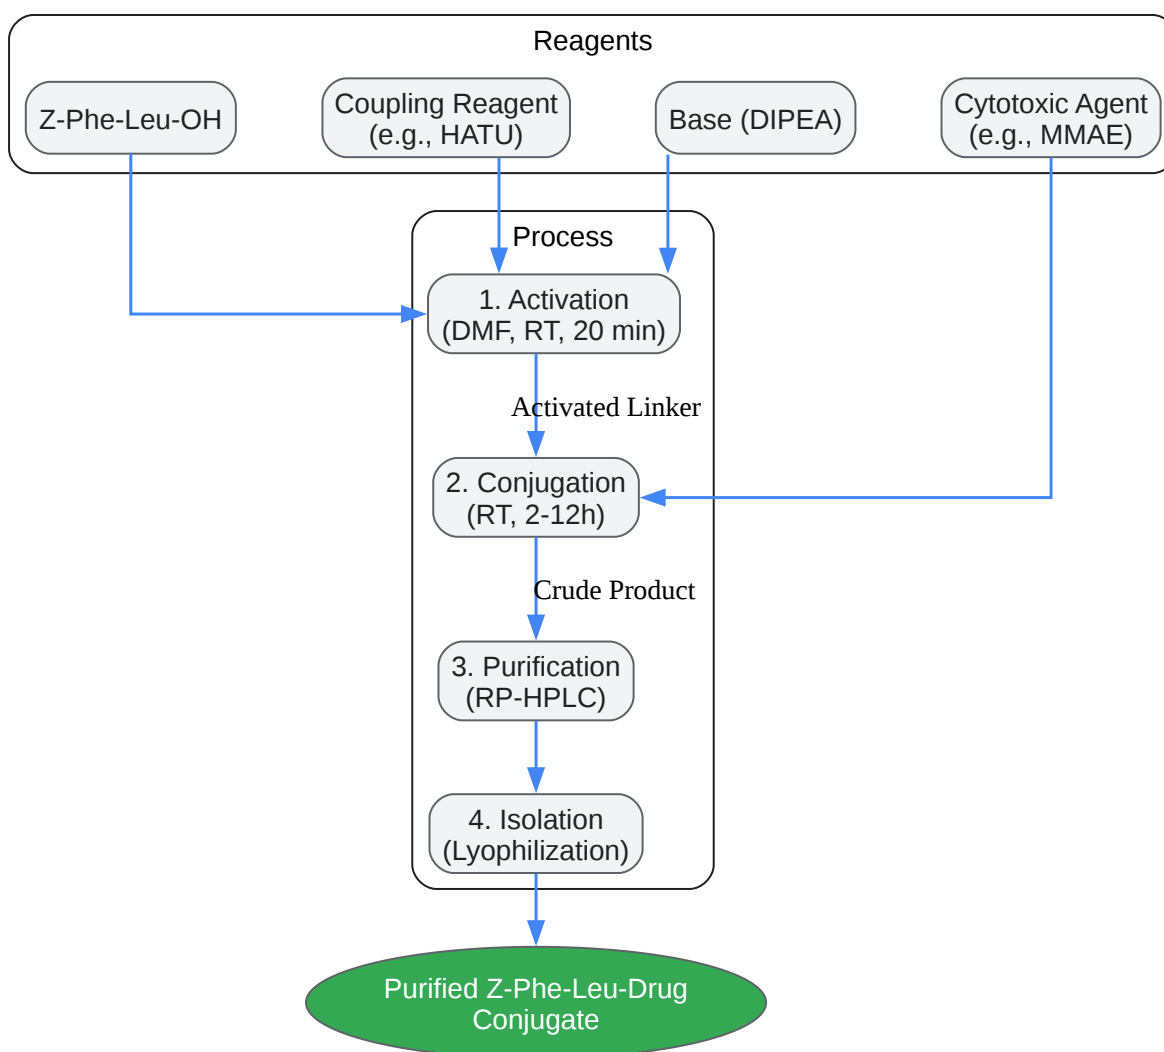 Reagents
Z-Phe-Leu-OH
Coupling Reagent
(e.g., HATU)
Base (DIPEA)
Cytotoxic Agent
(e.g., MMAE)
Process
1. Activation
(DMF, RT, 20 min)
Activated Linker
2. Conjugation
(RT, 2-12h)
Crude Product
3. Purification
(RP-HPLC)
4. Isolation
(Lyophilization)
Purified Z-Phe-Leu-Drug
Conjugate